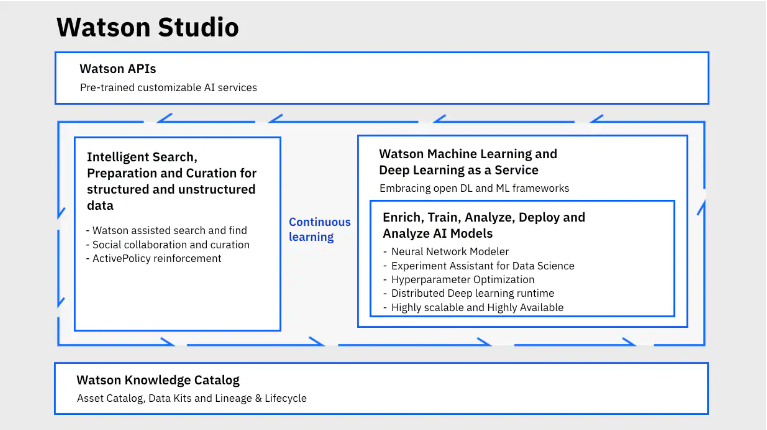 Watson Studio
Watson APIs
Pre-trained customizable AI services
Intelligent Search,
Preparation and Curation for
structured and unstructured
data
- Watson assisted search and find
- Social collaboration and curation
- ActivePolicy reinforcement
Continuous
learning
Watson Machine Learning and
Deep Learning as a Service
Embracing open DL and ML frameworks
Enrich, Train, Analyze, Deploy and
Analyze AI Models
- Neural Network Modeler
- Experiment Assistant for Data Science
- Hyperparameter Optimization
- Distributed Deep learning runtime
- Highly scalable and Highly Available
Watson Knowledge Catalog
Asset Catalog, Data Kits and Lineage & Lifecycle